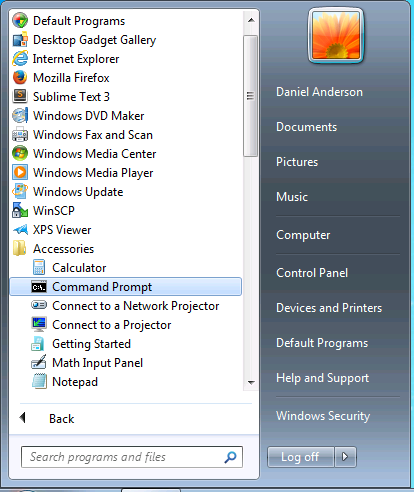 Default Programs
Desktop Gadget Gallery
Internet Explorer
Mozilla Firefox
Sublime Text 3
Windows DVD Maker
Windows Fax and Scan
Windows Media Center
Windows Media Player
Windows Update
WinSCP
XPS Viewer
Accessories
Calculator
Command Prompt
Connect to a Network Projector
Connect to a Projector
Getting Started
Math Input Panel
Notepad
Back
Search programs and files
Daniel Anderson
Documents
Pictures
Music
Computer
Control Panel
Devices and Printers
Default Programs
Help and Support
Windows Security
Log off